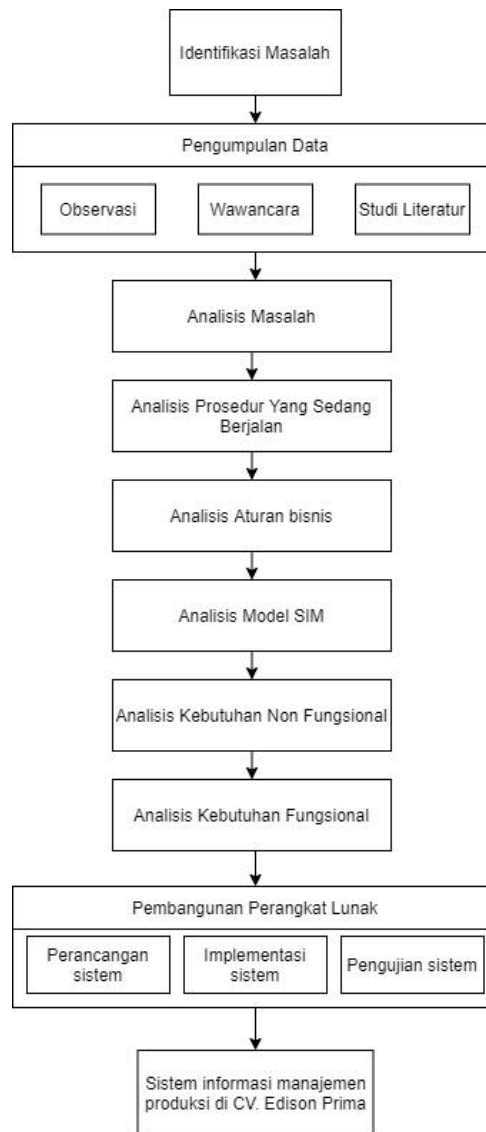 Identifikasi Masalah
Pengumpulan Data
Observasi
Wawancara
Studi Literatur
Analisis Masalah
Analisis Prosedur Yang Sedang
Berjalan
Analisis Aturan bisnis
Analisis Model SIM
Analisis Kebutuhan Non Fungsional
Analisis Kebutuhan Fungsional
Pembangunan Perangkat Lunak
Perancangan
sistem
Implementasi
sistem
Pengujian sistem
Sistem informasi manajemen
produksi di CV. Edison Prima